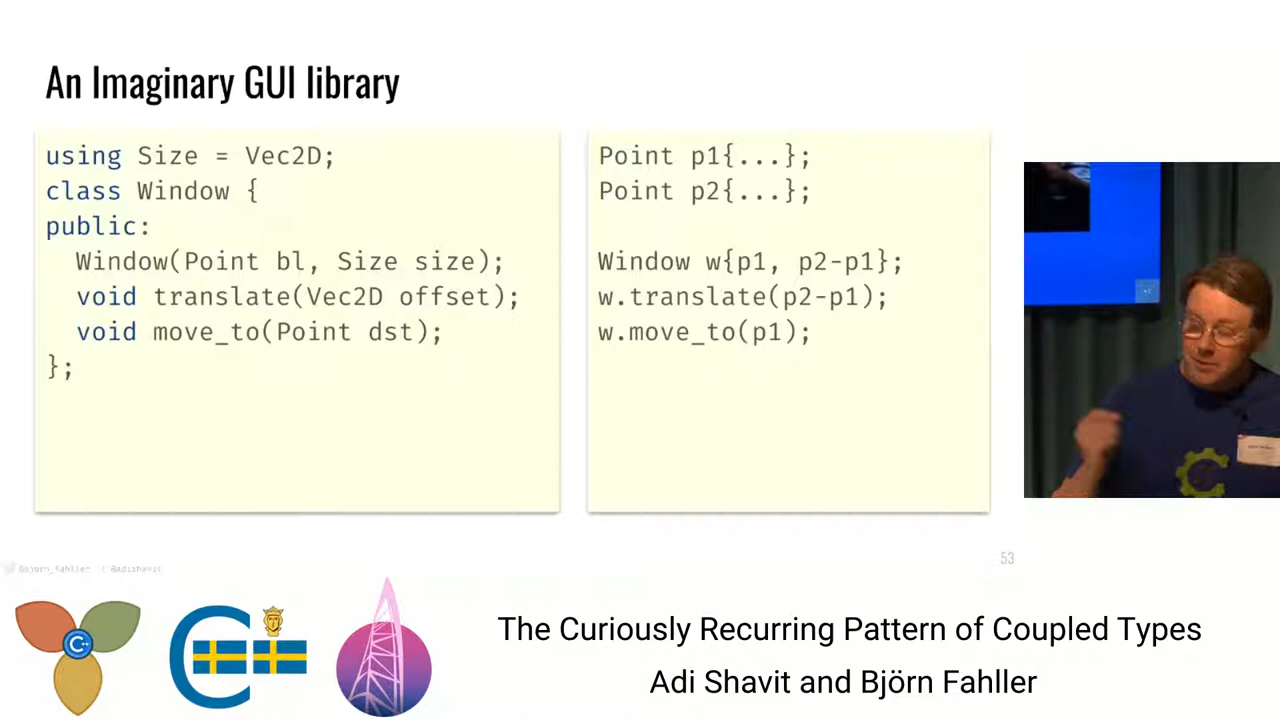 An Imaginary GUI library
using Size = Vec2D;
class Window {
public:
  Window(Point bl, Size size);
  void translate(Vec2D offset);
  void move_to(Point dst);
};
Point p1{...};
Point p2{...};
Window w{p1, p2-p1};
w.translate(p2-p1);
w.move_to(p1);
53
@bjorn_fahller @adishavit
C++
The Curiously Recurring Pattern of Coupled Types
Adi Shavit and Björn Fahller